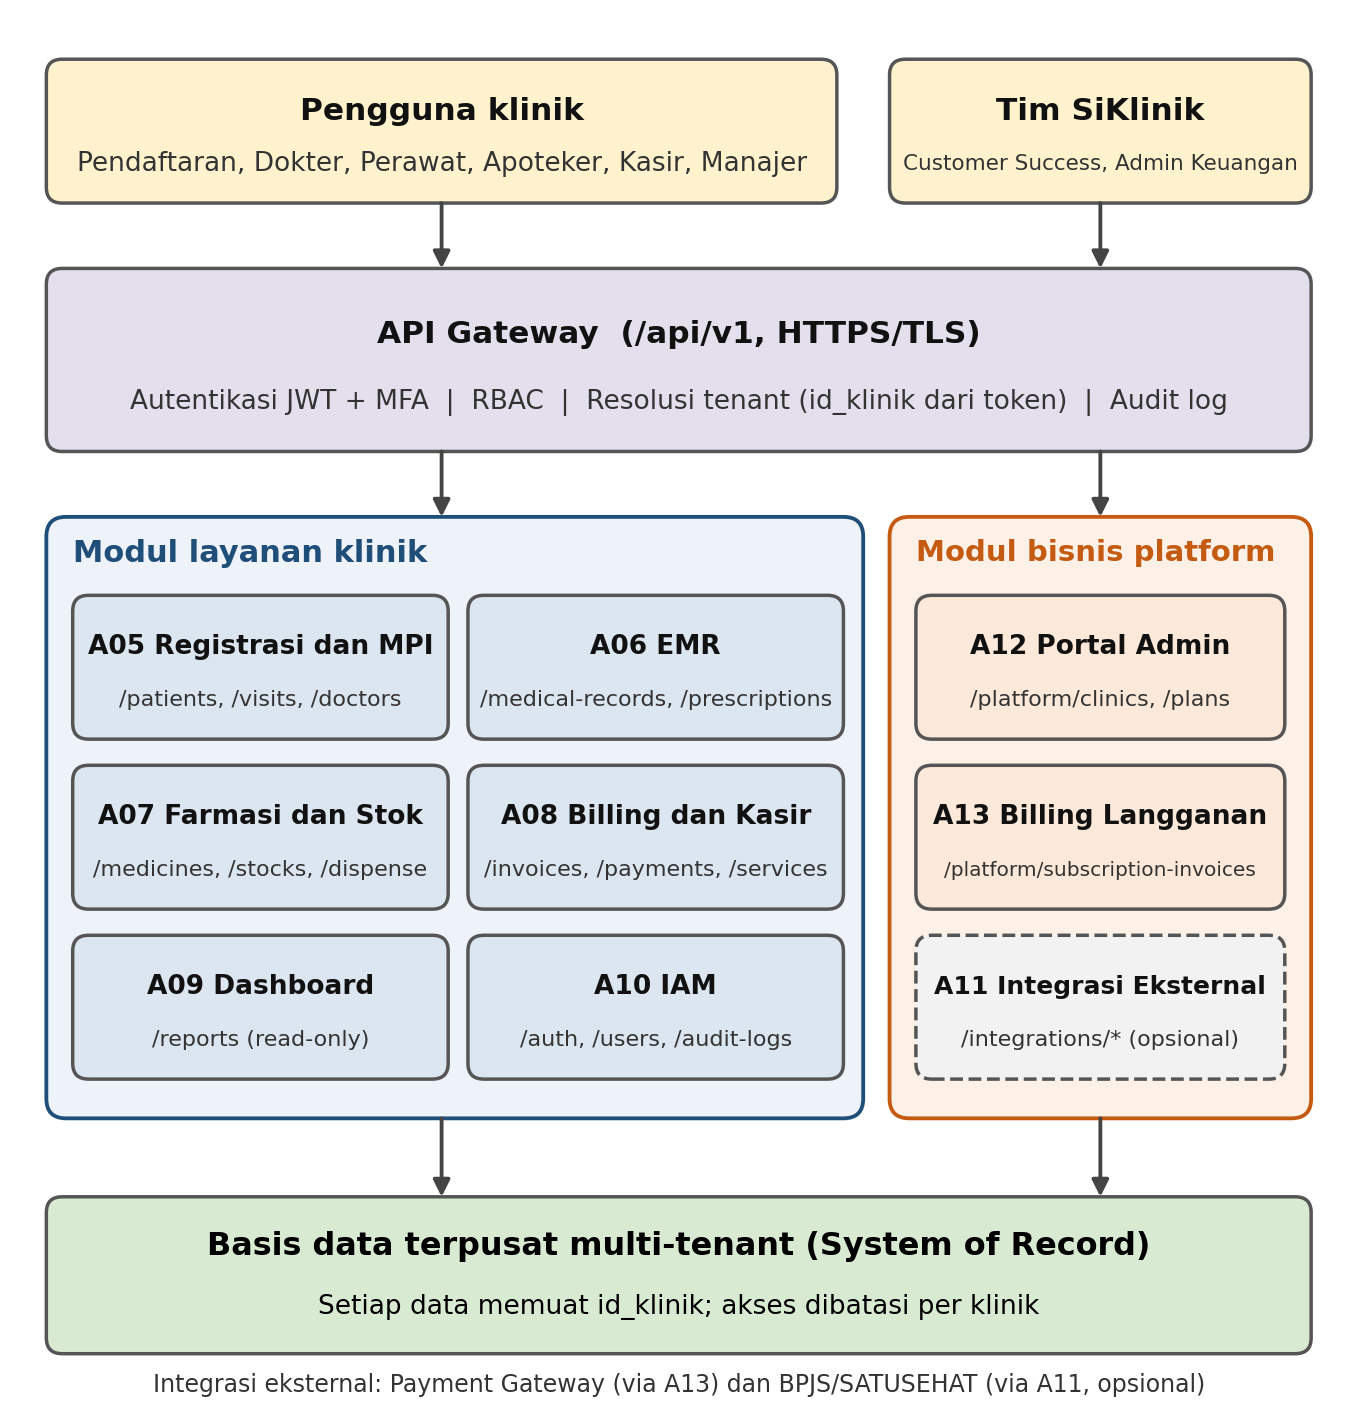 Pengguna klinik
Pendaftaran, Dokter, Perawat, Apoteker, Kasir, Manajer
Tim SiKlinik
Customer Success, Admin Keuangan
API Gateway  (/api/v1, HTTPS/TLS)
Autentikasi JWT + MFA  |  RBAC  |  Resolusi tenant (id_klinik dari token)  |  Audit log
Modul layanan klinik
A05 Registrasi dan MPI
/patients, /visits, /doctors
A06 EMR
/medical-records, /prescriptions
A07 Farmasi dan Stok
/medicines, /stocks, /dispense
A08 Billing dan Kasir
/invoices, /payments, /services
A09 Dashboard
/reports (read-only)
A10 IAM
/auth, /users, /audit-logs
Modul bisnis platform
A12 Portal Admin
/platform/clinics, /plans
A13 Billing Langganan
/platform/subscription-invoices
A11 Integrasi Eksternal
/integrations/* (opsional)
Basis data terpusat multi-tenant (System of Record)
Setiap data memuat id_klinik; akses dibatasi per klinik
Integrasi eksternal: Payment Gateway (via A13) dan BPJS/SATUSEHAT (via A11, opsional)